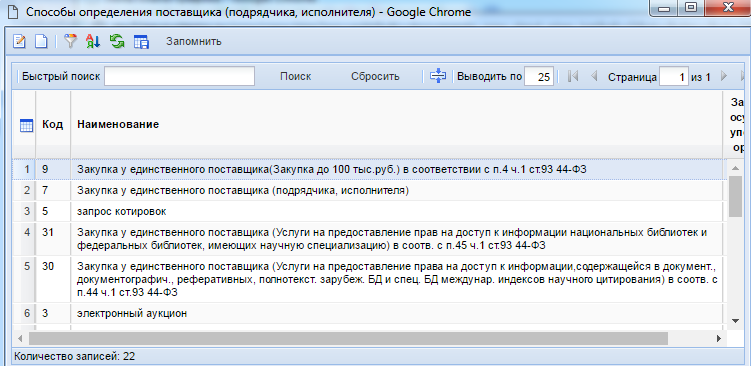 Способы определения поставщика (подрядчика, исполнителя) - Google Chrome
Запомнить
Быстрый поиск Поиск Сбросить Выводить по 25 Страница 1 из 1
Код Наименование
1 9 Закупка у единственного поставщика(Закупка до 100 тыс.руб.) в соответствии с п.4 ч.1 ст.93 44-ФЗ
2 7 Закупка у единственного поставщика (подрядчика, исполнителя)
3 5 запрос котировок
4 31 Закупка у единственного поставщика (Услуги на предоставление прав на доступ к информации национальных библиотек и
федеральных библиотек, имеющих научную специализацию) в соотв. с п.45 ч.1 ст.93 44-ФЗ
5 30 Закупка у единственного поставщика (Услуги на предоставление права на доступ к информации,содержащейся в документ.,
документографич., реферативных, полнотекст. зарубеж. БД и спец. БД междунар. индексов научного цитирования) в соотв. с
п.44 ч.1 ст.93 44-ФЗ
6 3 электронный аукцион
Количество записей: 22